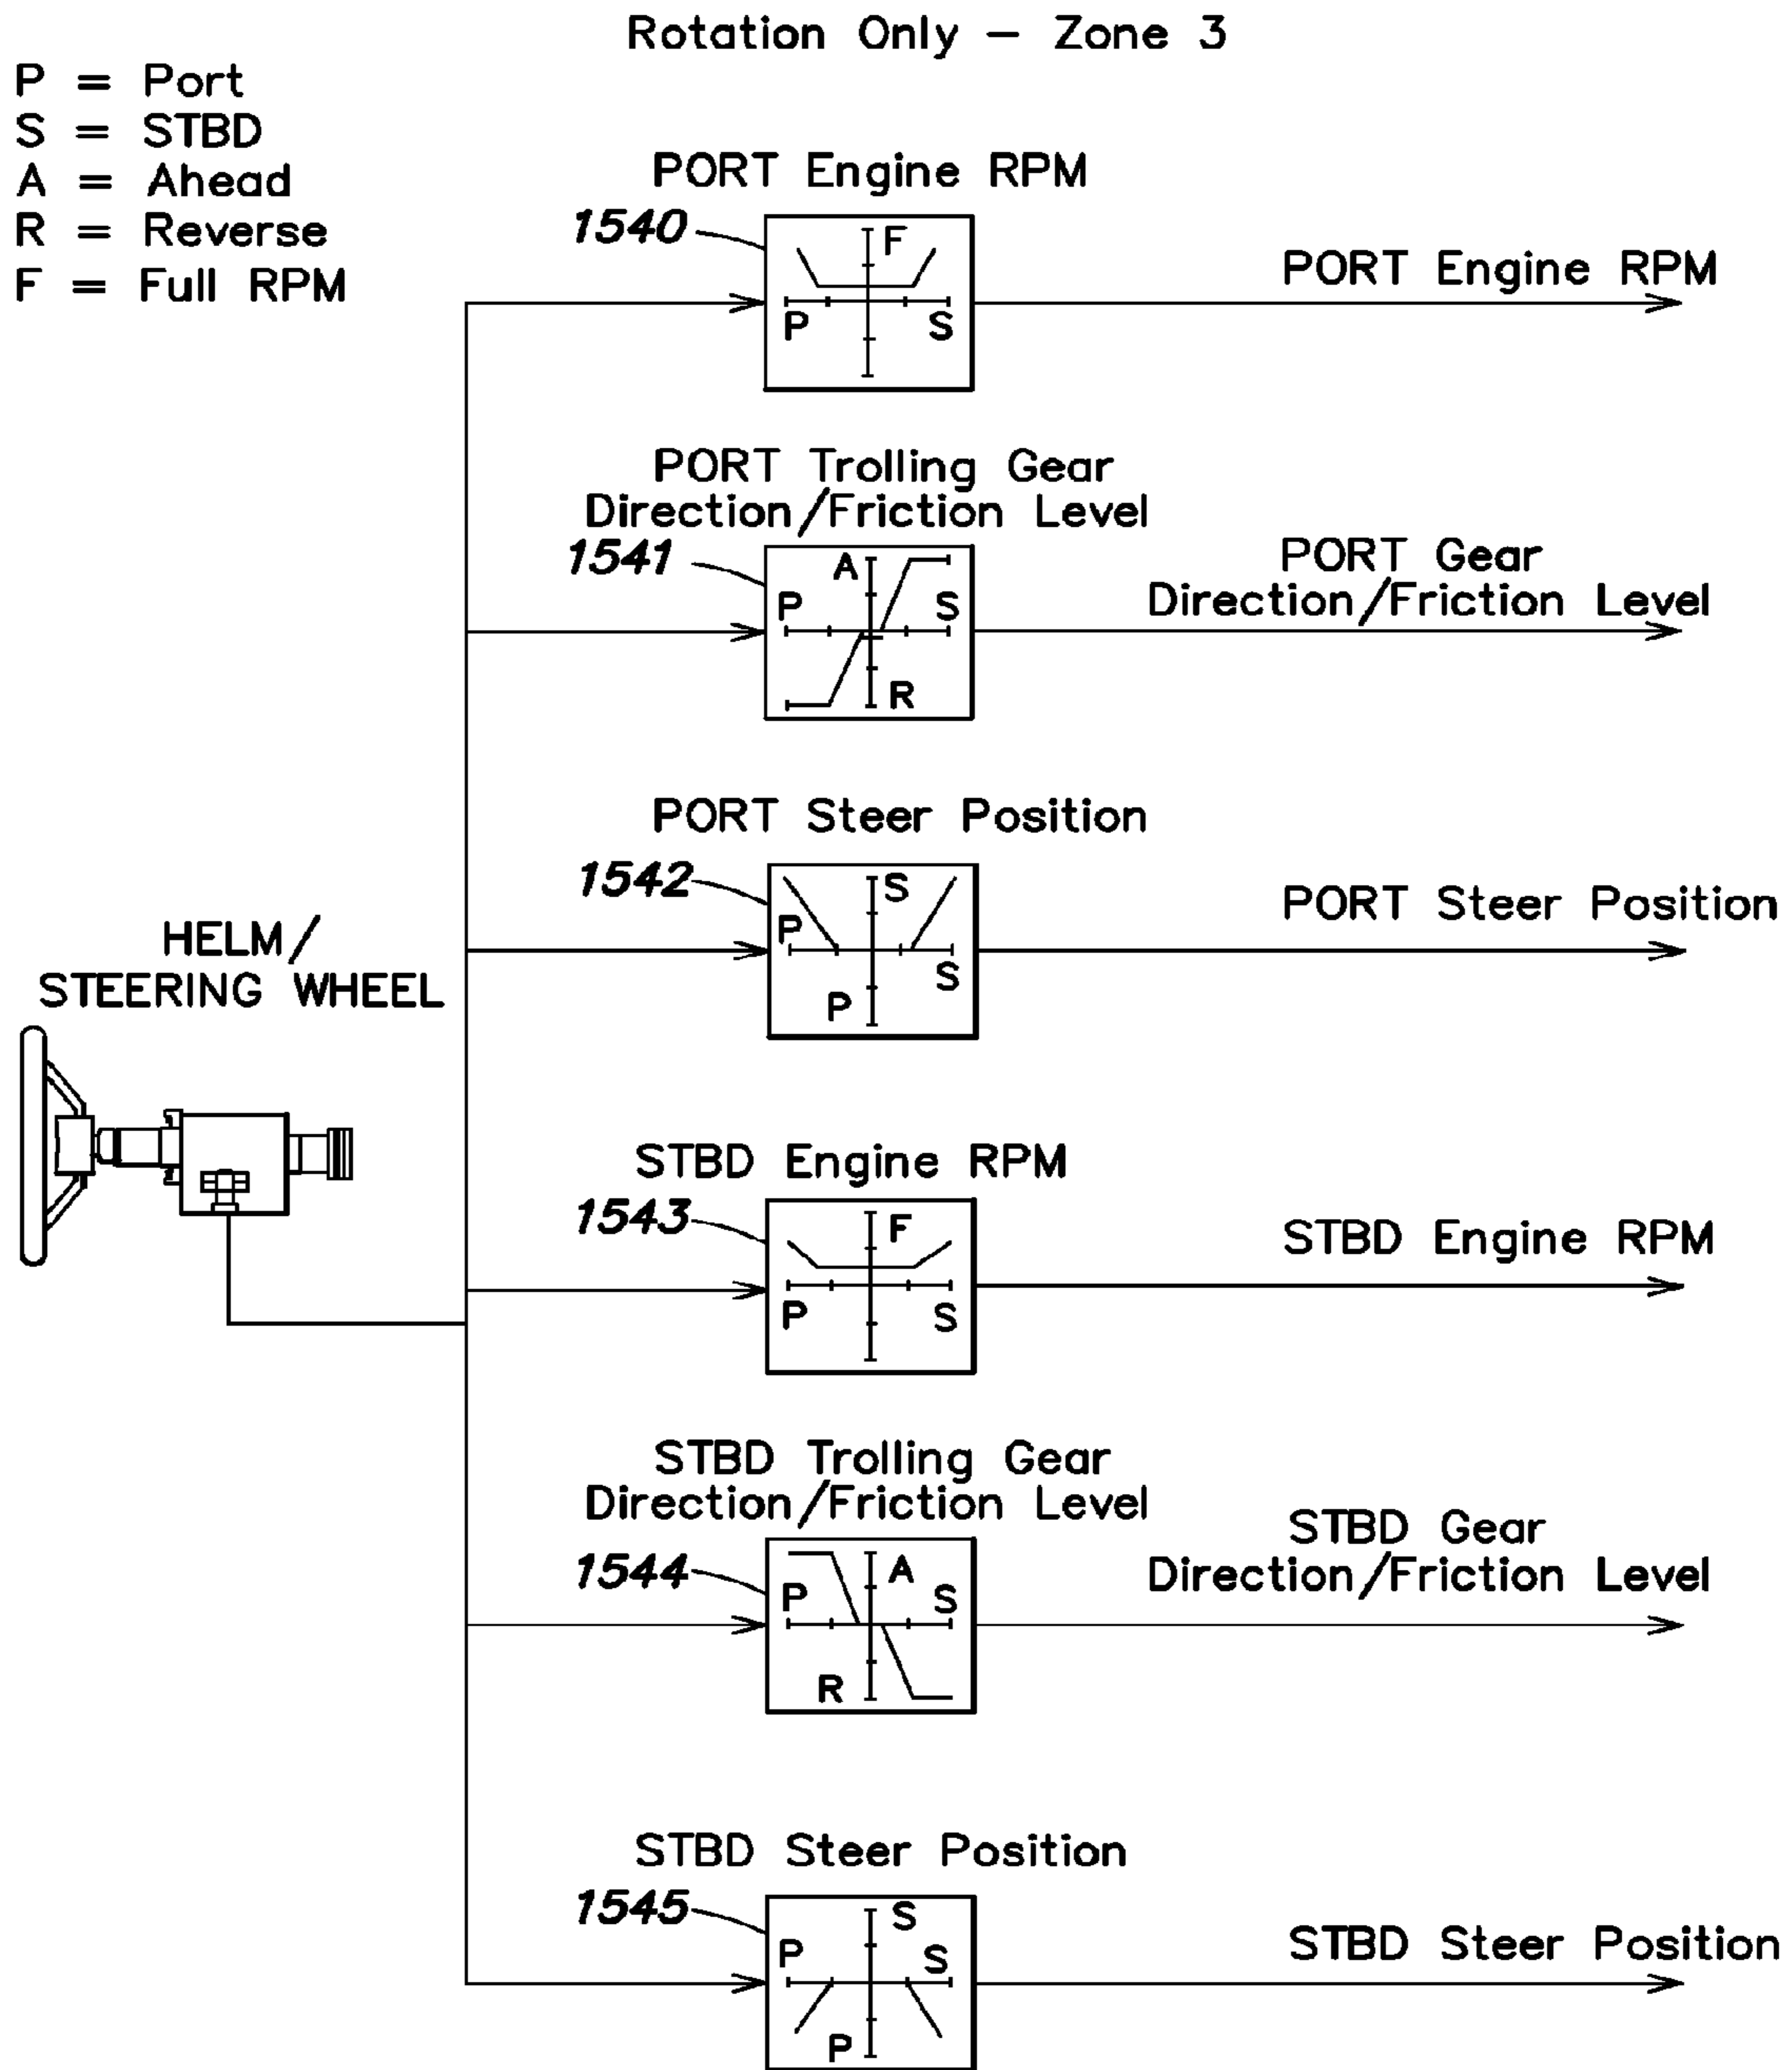 Rotation Only – Zone 3
P = Port
S = STBD
A = Ahead
R = Reverse
F = Full RPM
PORT Engine RPM
1540
F
P
S
PORT Engine RPM
PORT Trolling Gear
Direction/Friction Level
1541
A
P
S
R
PORT Gear
Direction/Friction Level
PORT Steer Position
1542
S
P
S
P
PORT Steer Position
HELM/
STEERING WHEEL
STBD Engine RPM
1543
F
P
S
STBD Engine RPM
STBD Trolling Gear
Direction/Friction Level
1544
A
P
S
R
STBD Gear
Direction/Friction Level
STBD Steer Position
1545
S
P
S
P
STBD Steer Position